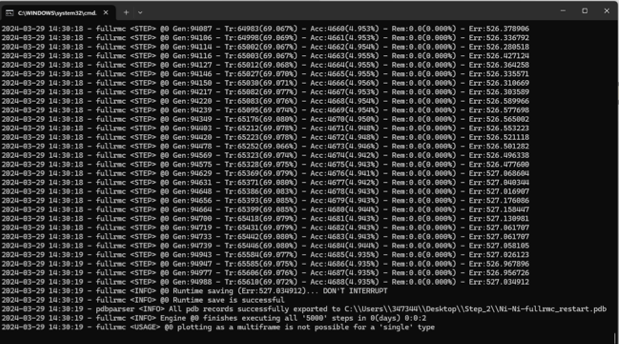 C:\WINDOWS\system32\cmd.
2024-03-29 14:30:18 - fullrmc <STEP> @0 Gen:94087 - Tr:64983(69.067%) - Acc:4660(4.953%) - Rem:0.0(0.000%) - Err:526.378906
2024-03-29 14:30:18 - fullrmc <STEP> @0 Gen:94106 - Tr:64998(69.069%) - Acc:4661(4.953%) - Rem:0.0(0.000%) - Err:526.336792
2024-03-29 14:30:18 - fullrmc <STEP> @0 Gen:94114 - Tr:65002(69.067%) - Acc:4662(4.954%) - Rem:0.0(0.000%) - Err:526.280518
2024-03-29 14:30:18 - fullrmc <STEP> @0 Gen:94116 - Tr:65003(69.067%) - Acc:4663(4.955%) - Rem:0.0(0.000%) - Err:526.427124
2024-03-29 14:30:18 - fullrmc <STEP> @0 Gen:94127 - Tr:65012(69.068%) - Acc:4664(4.955%) - Rem:0.0(0.000%) - Err:526.364258
2024-03-29 14:30:18 - fullrmc <STEP> @0 Gen:94146 - Tr:65027(69.070%) - Acc:4665(4.955%) - Rem:0.0(0.000%) - Err:526.335571
2024-03-29 14:30:18 - fullrmc <STEP> @0 Gen:94150 - Tr:65030(69.071%) - Acc:4666(4.956%) - Rem:0.0(0.000%) - Err:526.310669
2024-03-29 14:30:18 - fullrmc <STEP> @0 Gen:94217 - Tr:65082(69.077%) - Acc:4667(4.953%) - Rem:0.0(0.000%) - Err:526.303589
2024-03-29 14:30:18 - fullrmc <STEP> @0 Gen:94220 - Tr:65083(69.076%) - Acc:4668(4.954%) - Rem:0.0(0.000%) - Err:526.589966
2024-03-29 14:30:18 - fullrmc <STEP> @0 Gen:94239 - Tr:65095(69.074%) - Acc:4669(4.954%) - Rem:0.0(0.000%) - Err:526.577698
2024-03-29 14:30:18 - fullrmc <STEP> @0 Gen:94349 - Tr:65176(69.080%) - Acc:4670(4.950%) - Rem:0.0(0.000%) - Err:526.565002
2024-03-29 14:30:18 - fullrmc <STEP> @0 Gen:94403 - Tr:65212(69.078%) - Acc:4671(4.948%) - Rem:0.0(0.000%) - Err:526.553223
2024-03-29 14:30:18 - fullrmc <STEP> @0 Gen:94420 - Tr:65223(69.078%) - Acc:4672(4.948%) - Rem:0.0(0.000%) - Err:526.521118
2024-03-29 14:30:18 - fullrmc <STEP> @0 Gen:94478 - Tr:65252(69.066%) - Acc:4673(4.946%) - Rem:0.0(0.000%) - Err:526.501282
2024-03-29 14:30:18 - fullrmc <STEP> @0 Gen:94569 - Tr:65323(69.074%) - Acc:4674(4.942%) - Rem:0.0(0.000%) - Err:526.496338
2024-03-29 14:30:18 - fullrmc <STEP> @0 Gen:94575 - Tr:65328(69.075%) - Acc:4675(4.943%) - Rem:0.0(0.000%) - Err:526.477600
2024-03-29 14:30:18 - fullrmc <STEP> @0 Gen:94629 - Tr:65369(69.079%) - Acc:4676(4.941%) - Rem:0.0(0.000%) - Err:527.068604
2024-03-29 14:30:18 - fullrmc <STEP> @0 Gen:94631 - Tr:65371(69.080%) - Acc:4677(4.942%) - Rem:0.0(0.000%) - Err:527.040344
2024-03-29 14:30:18 - fullrmc <STEP> @0 Gen:94648 - Tr:65386(69.083%) - Acc:4678(4.943%) - Rem:0.0(0.000%) - Err:527.016907
2024-03-29 14:30:18 - fullrmc <STEP> @0 Gen:94656 - Tr:65393(69.085%) - Acc:4679(4.943%) - Rem:0.0(0.000%) - Err:527.176086
2024-03-29 14:30:18 - fullrmc <STEP> @0 Gen:94664 - Tr:65399(69.085%) - Acc:4680(4.944%) - Rem:0.0(0.000%) - Err:527.158447
2024-03-29 14:30:18 - fullrmc <STEP> @0 Gen:94700 - Tr:65418(69.079%) - Acc:4681(4.943%) - Rem:0.0(0.000%) - Err:527.130981
2024-03-29 14:30:18 - fullrmc <STEP> @0 Gen:94719 - Tr:65431(69.079%) - Acc:4682(4.943%) - Rem:0.0(0.000%) - Err:527.061707
2024-03-29 14:30:18 - fullrmc <STEP> @0 Gen:94733 - Tr:65442(69.080%) - Acc:4683(4.943%) - Rem:0.0(0.000%) - Err:527.061707
2024-03-29 14:30:18 - fullrmc <STEP> @0 Gen:94739 - Tr:65446(69.080%) - Acc:4684(4.944%) - Rem:0.0(0.000%) - Err:527.058105
2024-03-29 14:30:19 - fullrmc <STEP> @0 Gen:94943 - Tr:65584(69.077%) - Acc:4685(4.935%) - Rem:0.0(0.000%) - Err:527.026123
2024-03-29 14:30:19 - fullrmc <STEP> @0 Gen:94947 - Tr:65585(69.075%) - Acc:4686(4.935%) - Rem:0.0(0.000%) - Err:526.967896
2024-03-29 14:30:19 - fullrmc <STEP> @0 Gen:94977 - Tr:65606(69.076%) - Acc:4687(4.935%) - Rem:0.0(0.000%) - Err:526.956726
2024-03-29 14:30:19 - fullrmc <STEP> @0 Gen:94988 - Tr:65610(69.072%) - Acc:4688(4.935%) - Rem:0.0(0.000%) - Err:527.034912
2024-03-29 14:30:19 - fullrmc <INFO> @0 Runtime saving (Err:527.034912)... DON'T INTERRUPT
2024-03-29 14:30:19 - fullrmc <INFO> @0 Runtime save is successful
2024-03-29 14:30:19 - pdbparser <INFO> All pdb records successfully exported to C:\\Users\\347344\\Desktop\\Step_2\\Ni-Ni-fullrmc_restart.pdb
2024-03-29 14:30:19 - fullrmc <INFO> Engine @0 finishes executing all '5000' steps in 0(days) 0:0:2
2024-03-29 14:30:19 - fullrmc <USAGE> @0 plotting as a multiframe is not possible for a 'single' type